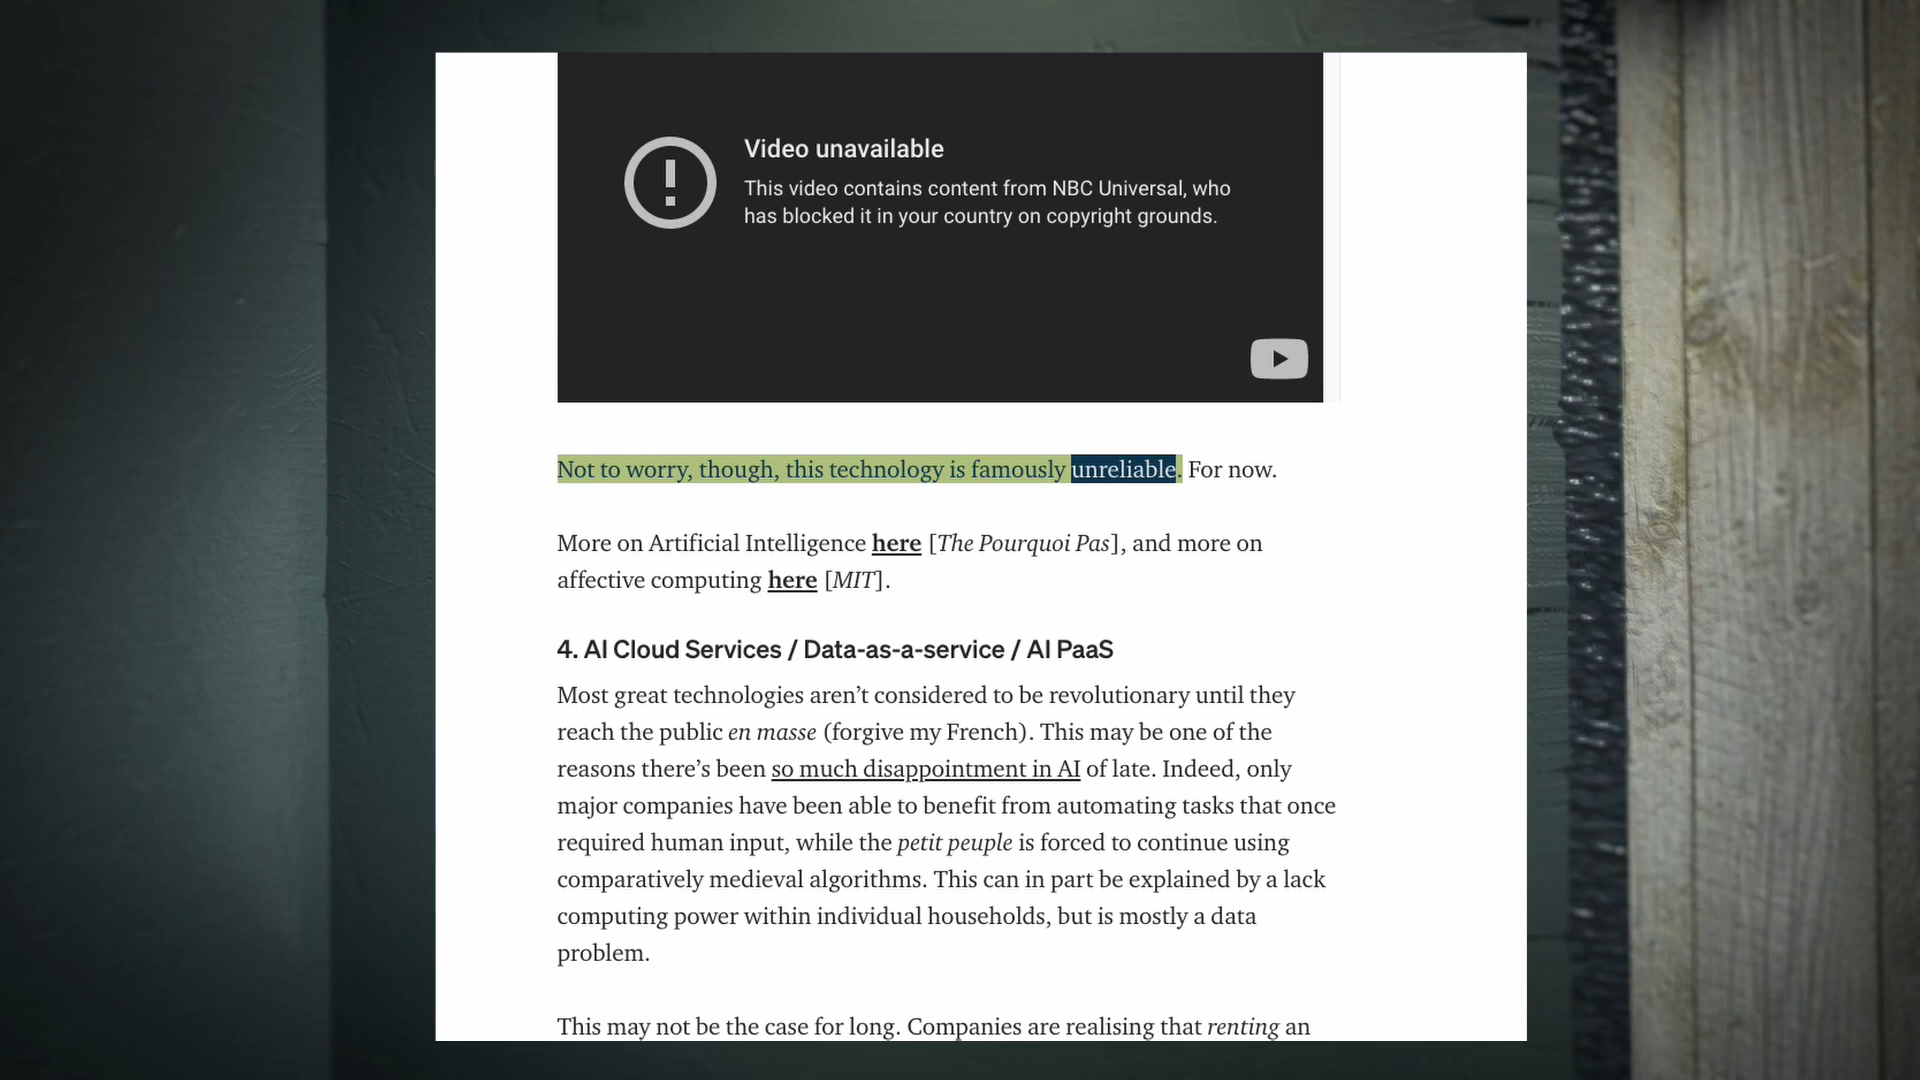 Video unavailable
This video contains content from NBC Universal, who
has blocked it in your country on copyright grounds.
Not to worry, though, this technology is famously unreliable. For now.
More on Artificial Intelligence here [The Pourquoi Pas], and more on
affective computing here [MIT].
4. AI Cloud Services / Data-as-a-service / AI PaaS
Most great technologies aren’t considered to be revolutionary until they
reach the public en masse (forgive my French). This may be one of the
reasons there’s been so much disappointment in AI of late. Indeed, only
major companies have been able to benefit from automating tasks that once
required human input, while the petit peuple is forced to continue using
comparatively medieval algorithms. This can in part be explained by a lack
computing power within individual households, but is mostly a data
problem.
This may not be the case for long. Companies are realising that renting an